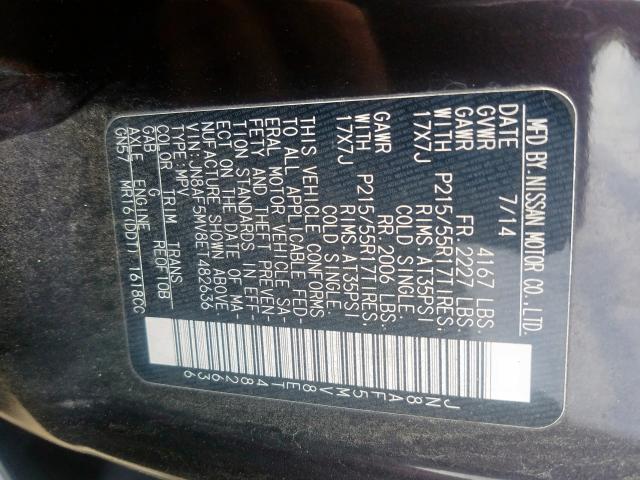 MFD BY NISSAN MOTOR CO., LTD.
DATE 7/14
GVWR 4167 LBS.
GAWR FR. 2227 LBS
WITH P215/55R17TIRES.
17X7J RIMS. AT35PSI
COLD SINGLE.
GAWR RR. 2006 LBS.
WITH P215/55R17TIRES.
17X7J RIMS. AT35PSI
COLD SINGLE.
THIS VEHICLE CONFORMS
TO ALL APPLICABLE FED-
ERAL MOTOR VEHICLE SA-
FETY AND THEFT PREVEN-
TION STANDARDS IN EFF-
ECT ON THE DATE OF MA
NUFACTURE SHOWN ABOVE
VIN:JN8AF5MV8ET482636
TYPE:MPV
COLOR TRIM TRANS
GAB G RE0F10B
AXLE ENGINE
GN57 MR16(DDT) 1618CC
JN8AF5MV8ET482636